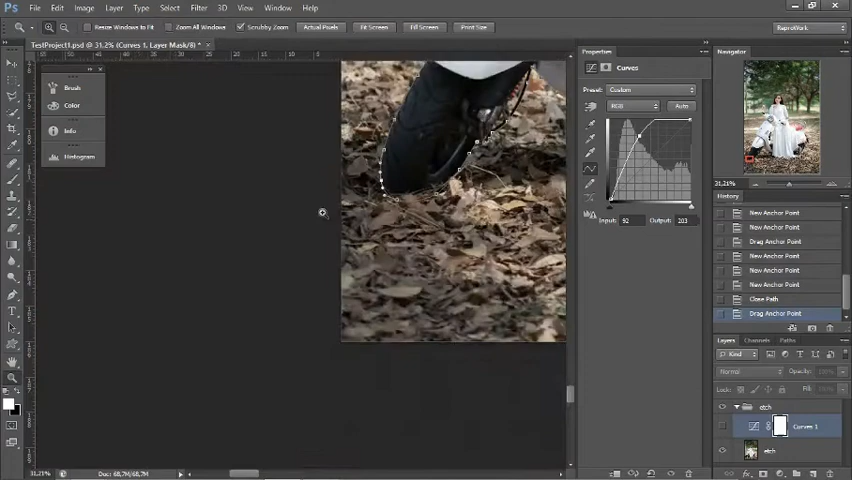 Ps File Edit Image Layer Type Select Filter 3D View Window Help
Resize Windows to Fit Zoom All Windows Scrubby Zoom Actual Pixels Fit Screen Fill Screen Print Size
TestProject1.psd @ 31,2% (Curves 1, Layer Mask/8) *
Brush
Color
Info
Histogram
Properties
Curves
Preset: Custom
RGB Auto
Input: 92 Output: 203
Navigator
31,21%
History
New Anchor Point
New Anchor Point
Drag Anchor Point
New Anchor Point
New Anchor Point
Close Path
Drag Anchor Point
Layers Channels Paths
Kind
Normal Opacity: 100%
Lock: Fill: 100%
etch
Curves 1
etch
31,21% Doc: 68,7M/68,7M